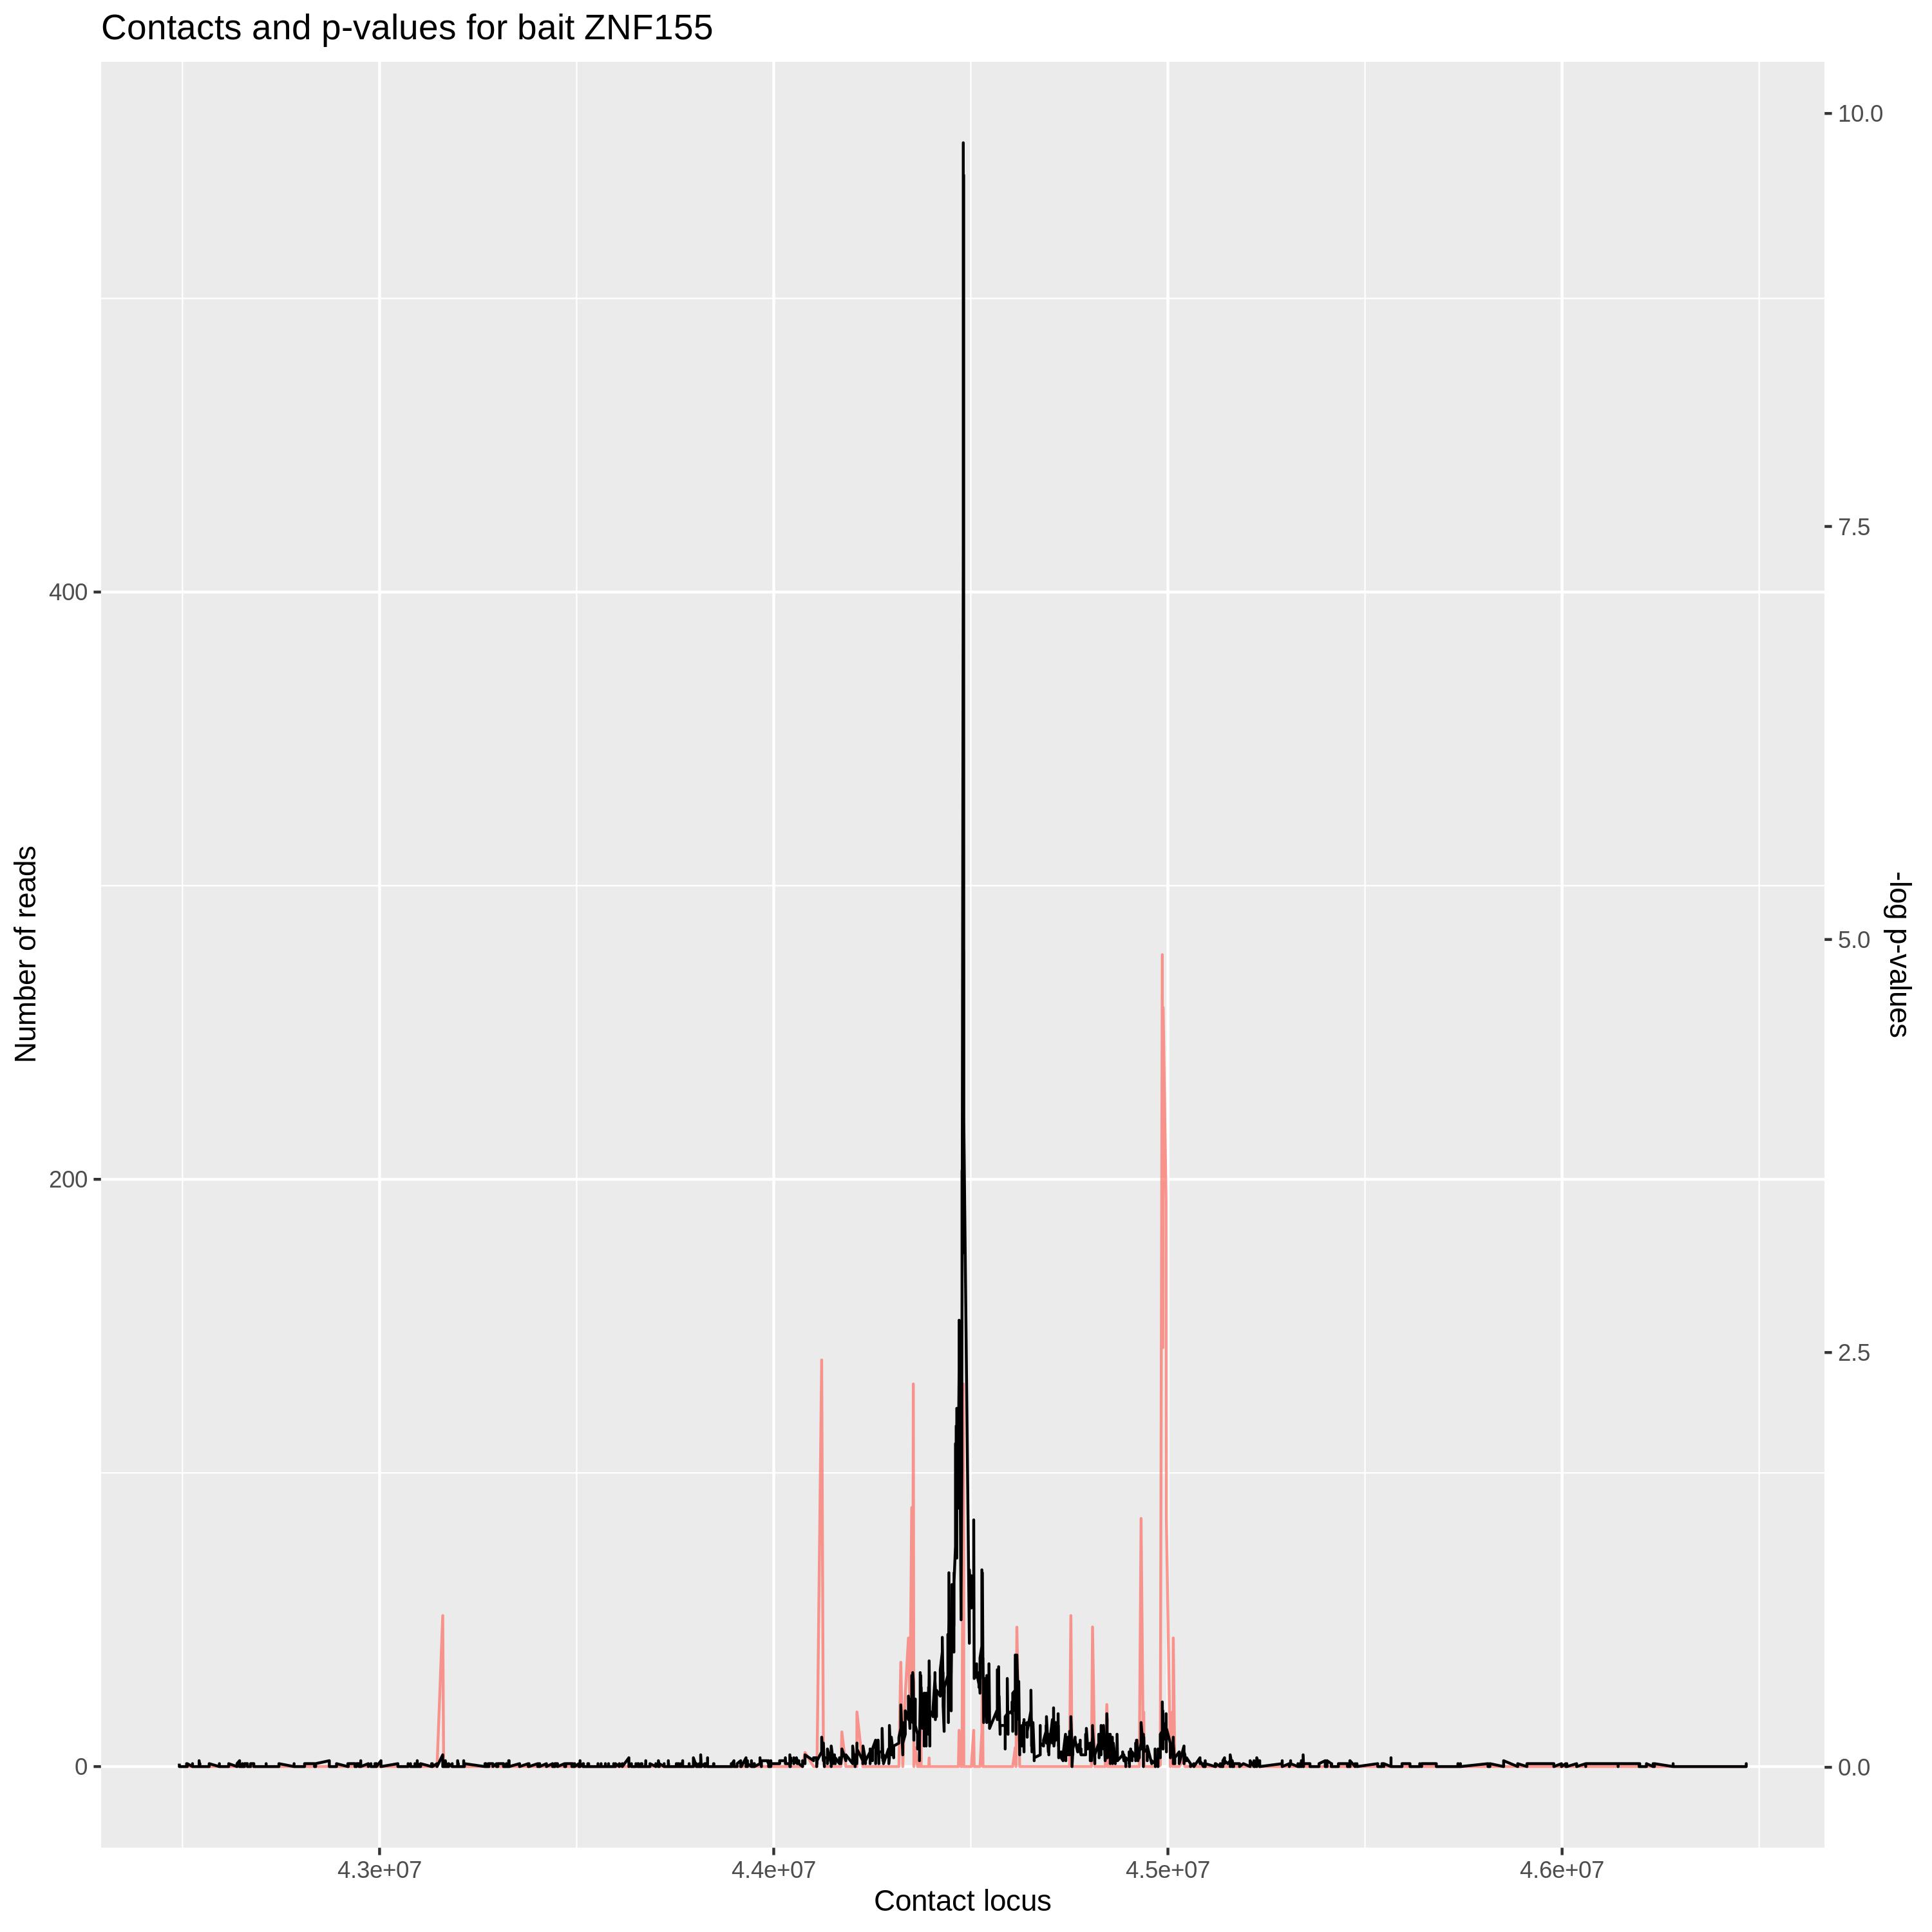 Contacts and p-values for bait ZNF155
10.0
7.5
400
Number of reads
-log p-values
5.0
200
2.5
0
0.0
4.3e+07
4.4e+07
4.5e+07
4.6e+07
Contact locus